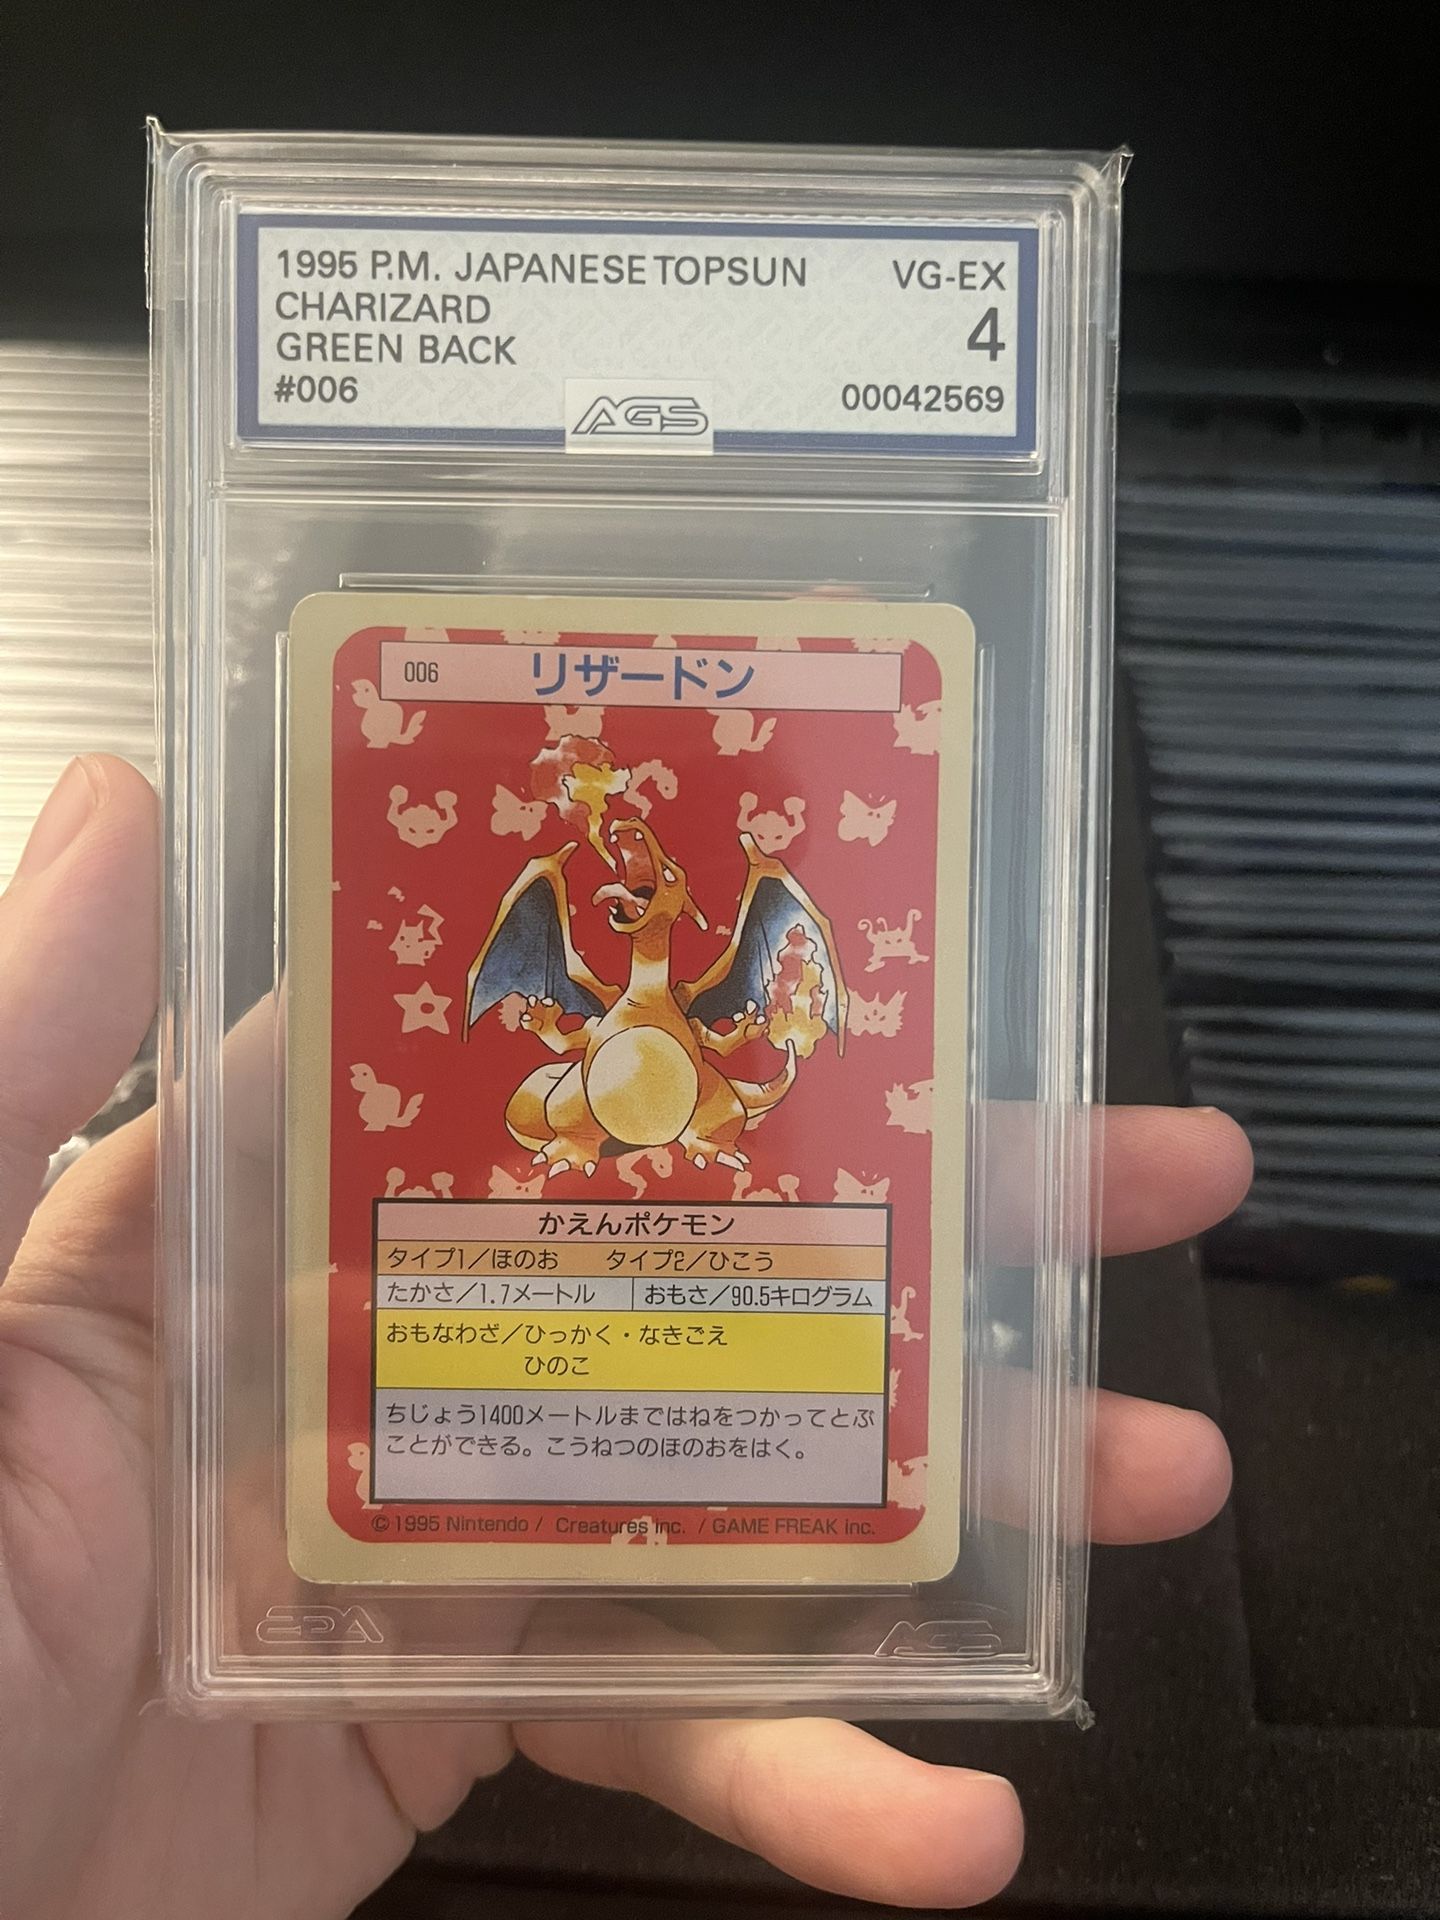 1995 P.M. JAPANESE TOPSUN VG-EX
CHARIZARD 4
GREEN BACK
#006 AGS 00042569
006 リザードン
かえんポケモン
タイプ1/ほのお タイプ2/ひこう
たかさ/1.7メートル おもさ/90.5キログラム
おもなわざ/ひっかく・なきごえ
ひのこ
ちじょう1400メートルまではねをつかってとぶ
ことができる。こうねつのほのおをはく。
©1995 Nintendo / Creatures inc. / GAME FREAK inc.
AGS AGS